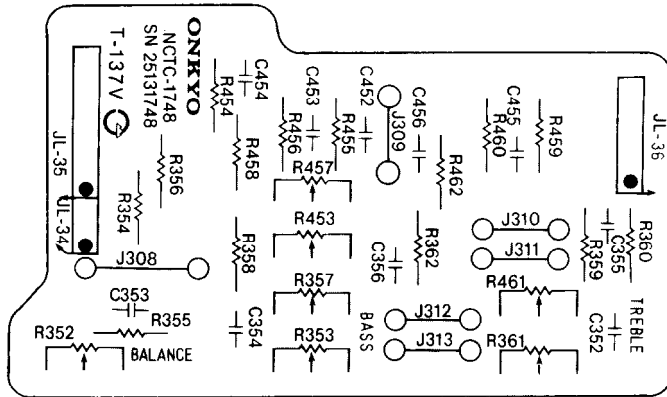 T-137V
NCTC-1748
SN 25131748
ONKYO
R454
C454
R456
C453
R455
C452
J309
C456
R460
C455
R459
JL-36
JL-35
JL-34
R356
R354
R458
R457
R462
R453
R358
C356
R362
J310
J311
R359
C355
R360
J308
C353
R355
R352
BALANCE
C354
R357
R353
BASS
J312
J313
R461
R361
C352
TREBLE